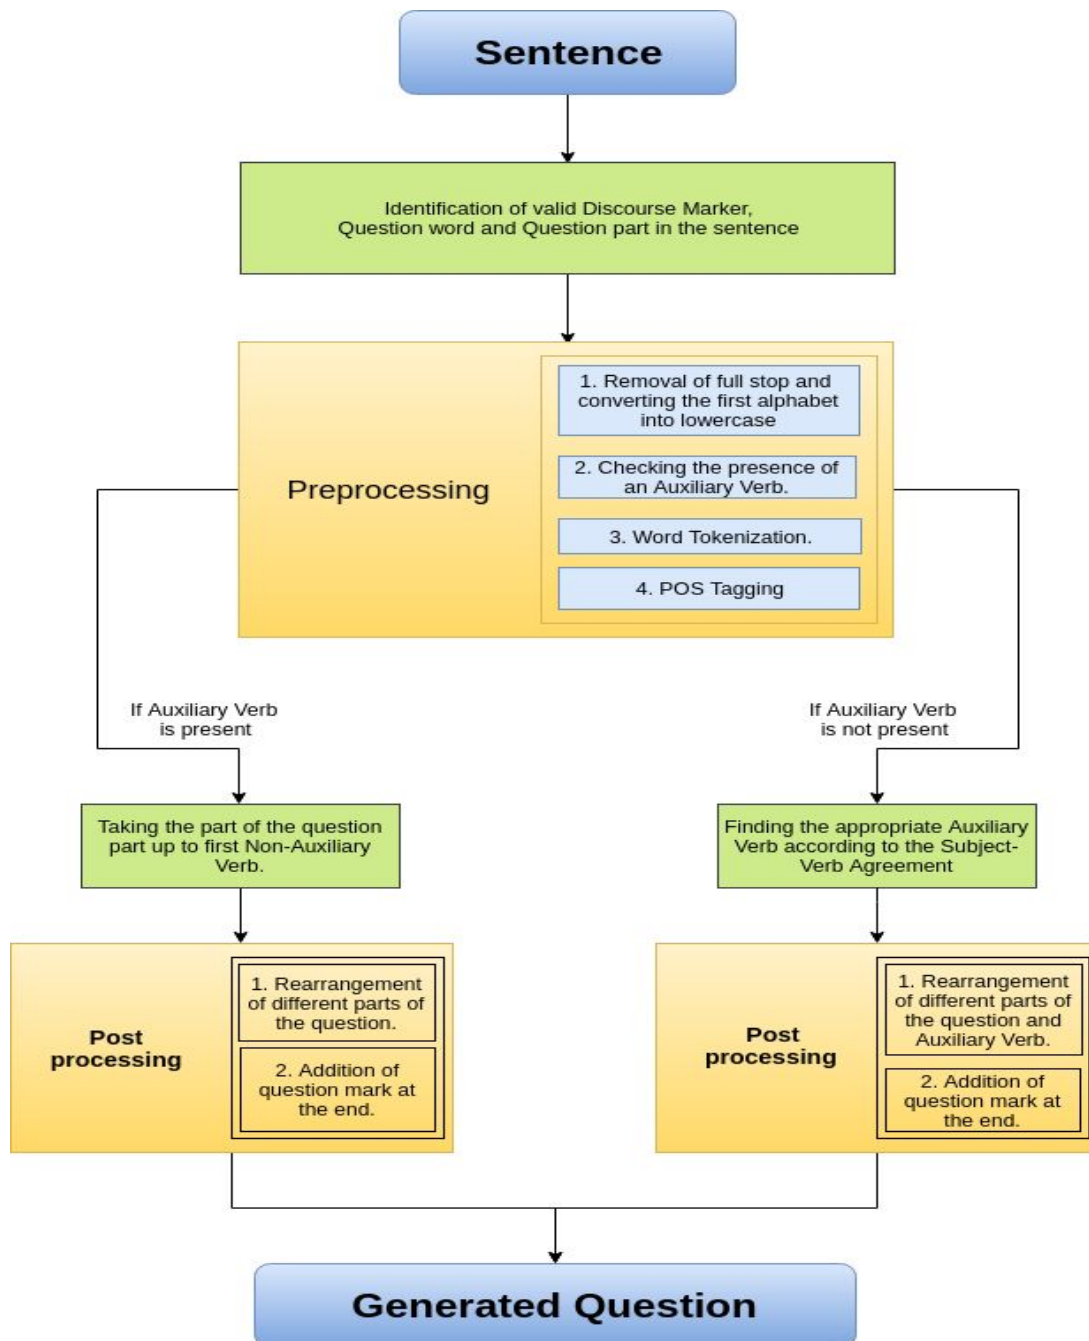 Sentence
Identification of valid Discourse Marker,
Question word and Question part in the sentence
Preprocessing
1. Removal of full stop and
converting the first alphabet
into lowercase
2. Checking the presence of
an Auxiliary Verb.
3. Word Tokenization.
4. POS Tagging
If Auxiliary Verb
is present
If Auxiliary Verb
is not present
Taking the part of the question
part up to first Non-Auxiliary
Verb.
Finding the appropriate Auxiliary
Verb according to the Subject-
Verb Agreement
Post
processing
1. Rearrangement
of different parts of
the question.
2. Addition of
question mark at
the end.
Post
processing
1. Rearrangement
of different parts of
the question and
Auxiliary Verb.
2. Addition of
question mark at
the end.
Generated Question